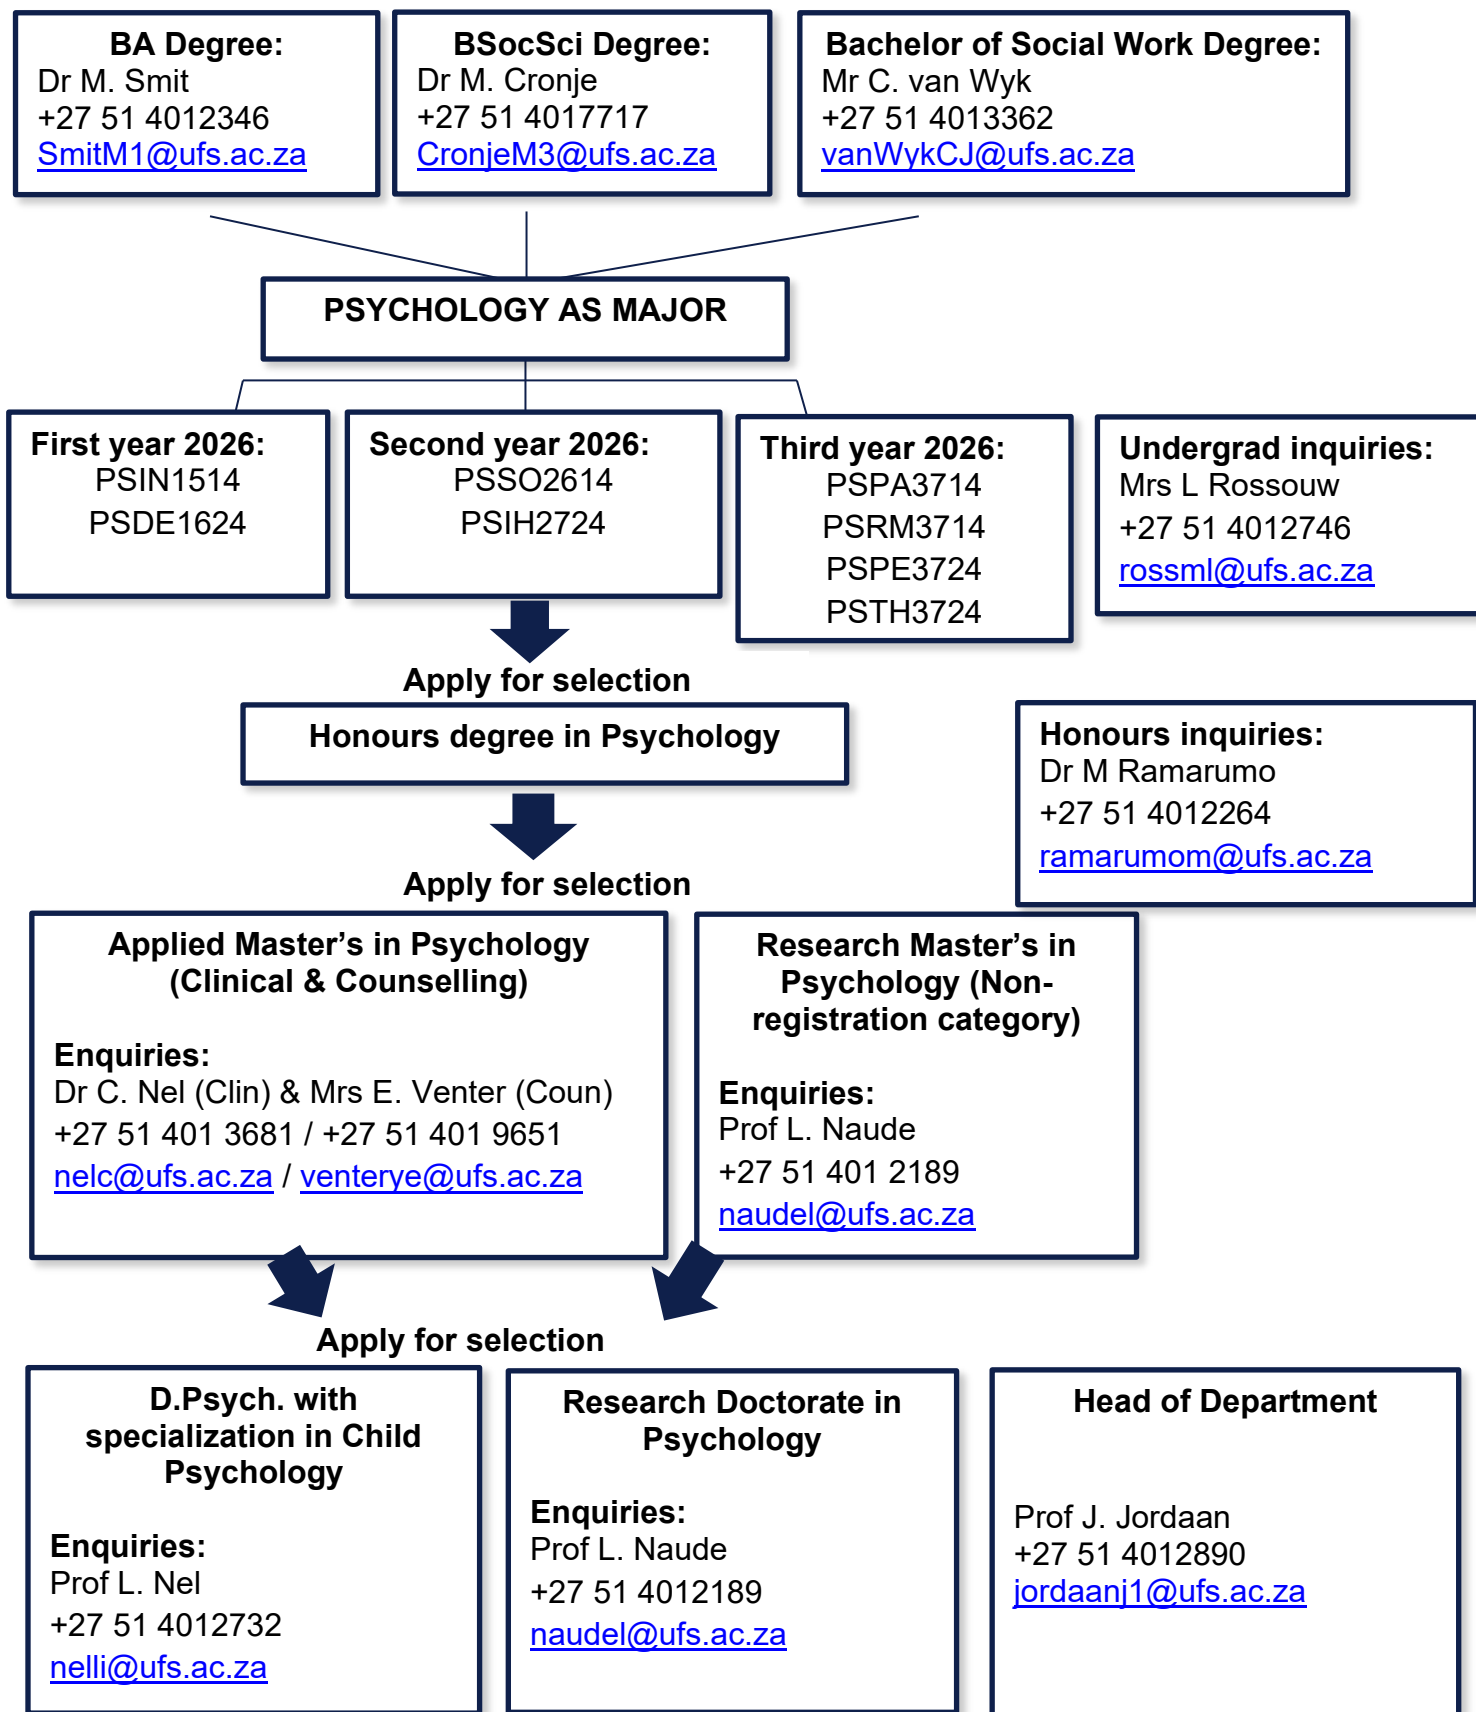 BA Degree:
Dr M. Smit
+27 51 4012346
SmitM1@ufs.ac.za
BSocSci Degree:
Dr M. Cronje
+27 51 4017717
CronjeM3@ufs.ac.za
Bachelor of Social Work Degree:
Mr C. van Wyk
+27 51 4013362
vanWykCJ@ufs.ac.za
PSYCHOLOGY AS MAJOR
First year 2026:
PSIN1514
PSDE1624
Second year 2026:
PSSO2614
PSIH2724
Third year 2026:
PSPA3714
PSRM3714
PSPE3724
PSTH3724
Undergrad inquiries:
Mrs L Rossouw
+27 51 4012746
rossml@ufs.ac.za
Apply for selection
Honours degree in Psychology
Honours inquiries:
Dr M Ramarumo
+27 51 4012264
ramarumom@ufs.ac.za
Apply for selection
Applied Master’s in Psychology
(Clinical & Counselling)
Enquiries:
Dr C. Nel (Clin) & Mrs E. Venter (Coun)
+27 51 401 3681 / +27 51 401 9651
nelc@ufs.ac.za / venterye@ufs.ac.za
Research Master’s in
Psychology (Non-
registration category)
Enquiries:
Prof L. Naude
+27 51 401 2189
naudel@ufs.ac.za
Apply for selection
D.Psych. with
specialization in Child
Psychology
Enquiries:
Prof L. Nel
+27 51 4012732
nelli@ufs.ac.za
Research Doctorate in
Psychology
Enquiries:
Prof L. Naude
+27 51 4012189
naudel@ufs.ac.za
Head of Department
Prof J. Jordaan
+27 51 4012890
jordaanj1@ufs.ac.za